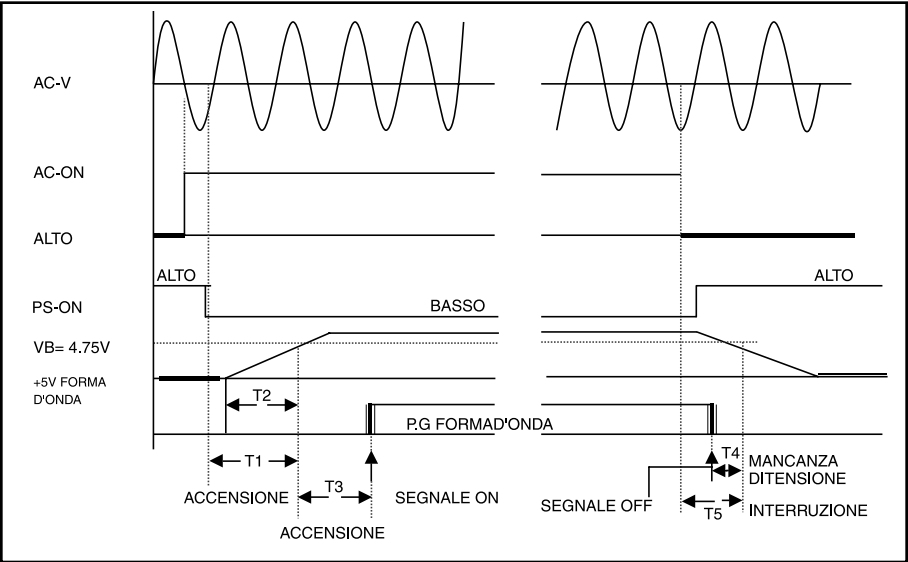 AC-V
AC-ON
ALTO
ALTO
ALTO
PS-ON
BASSO
VB= 4.75V
+5V FORMA
D'ONDA
T2
P.G FORMAD'ONDA
T1
T4
MANCANZA
DITENSIONE
ACCENSIONE
T3
SEGNALE ON
SEGNALE OFF
T5
INTERRUZIONE
ACCENSIONE